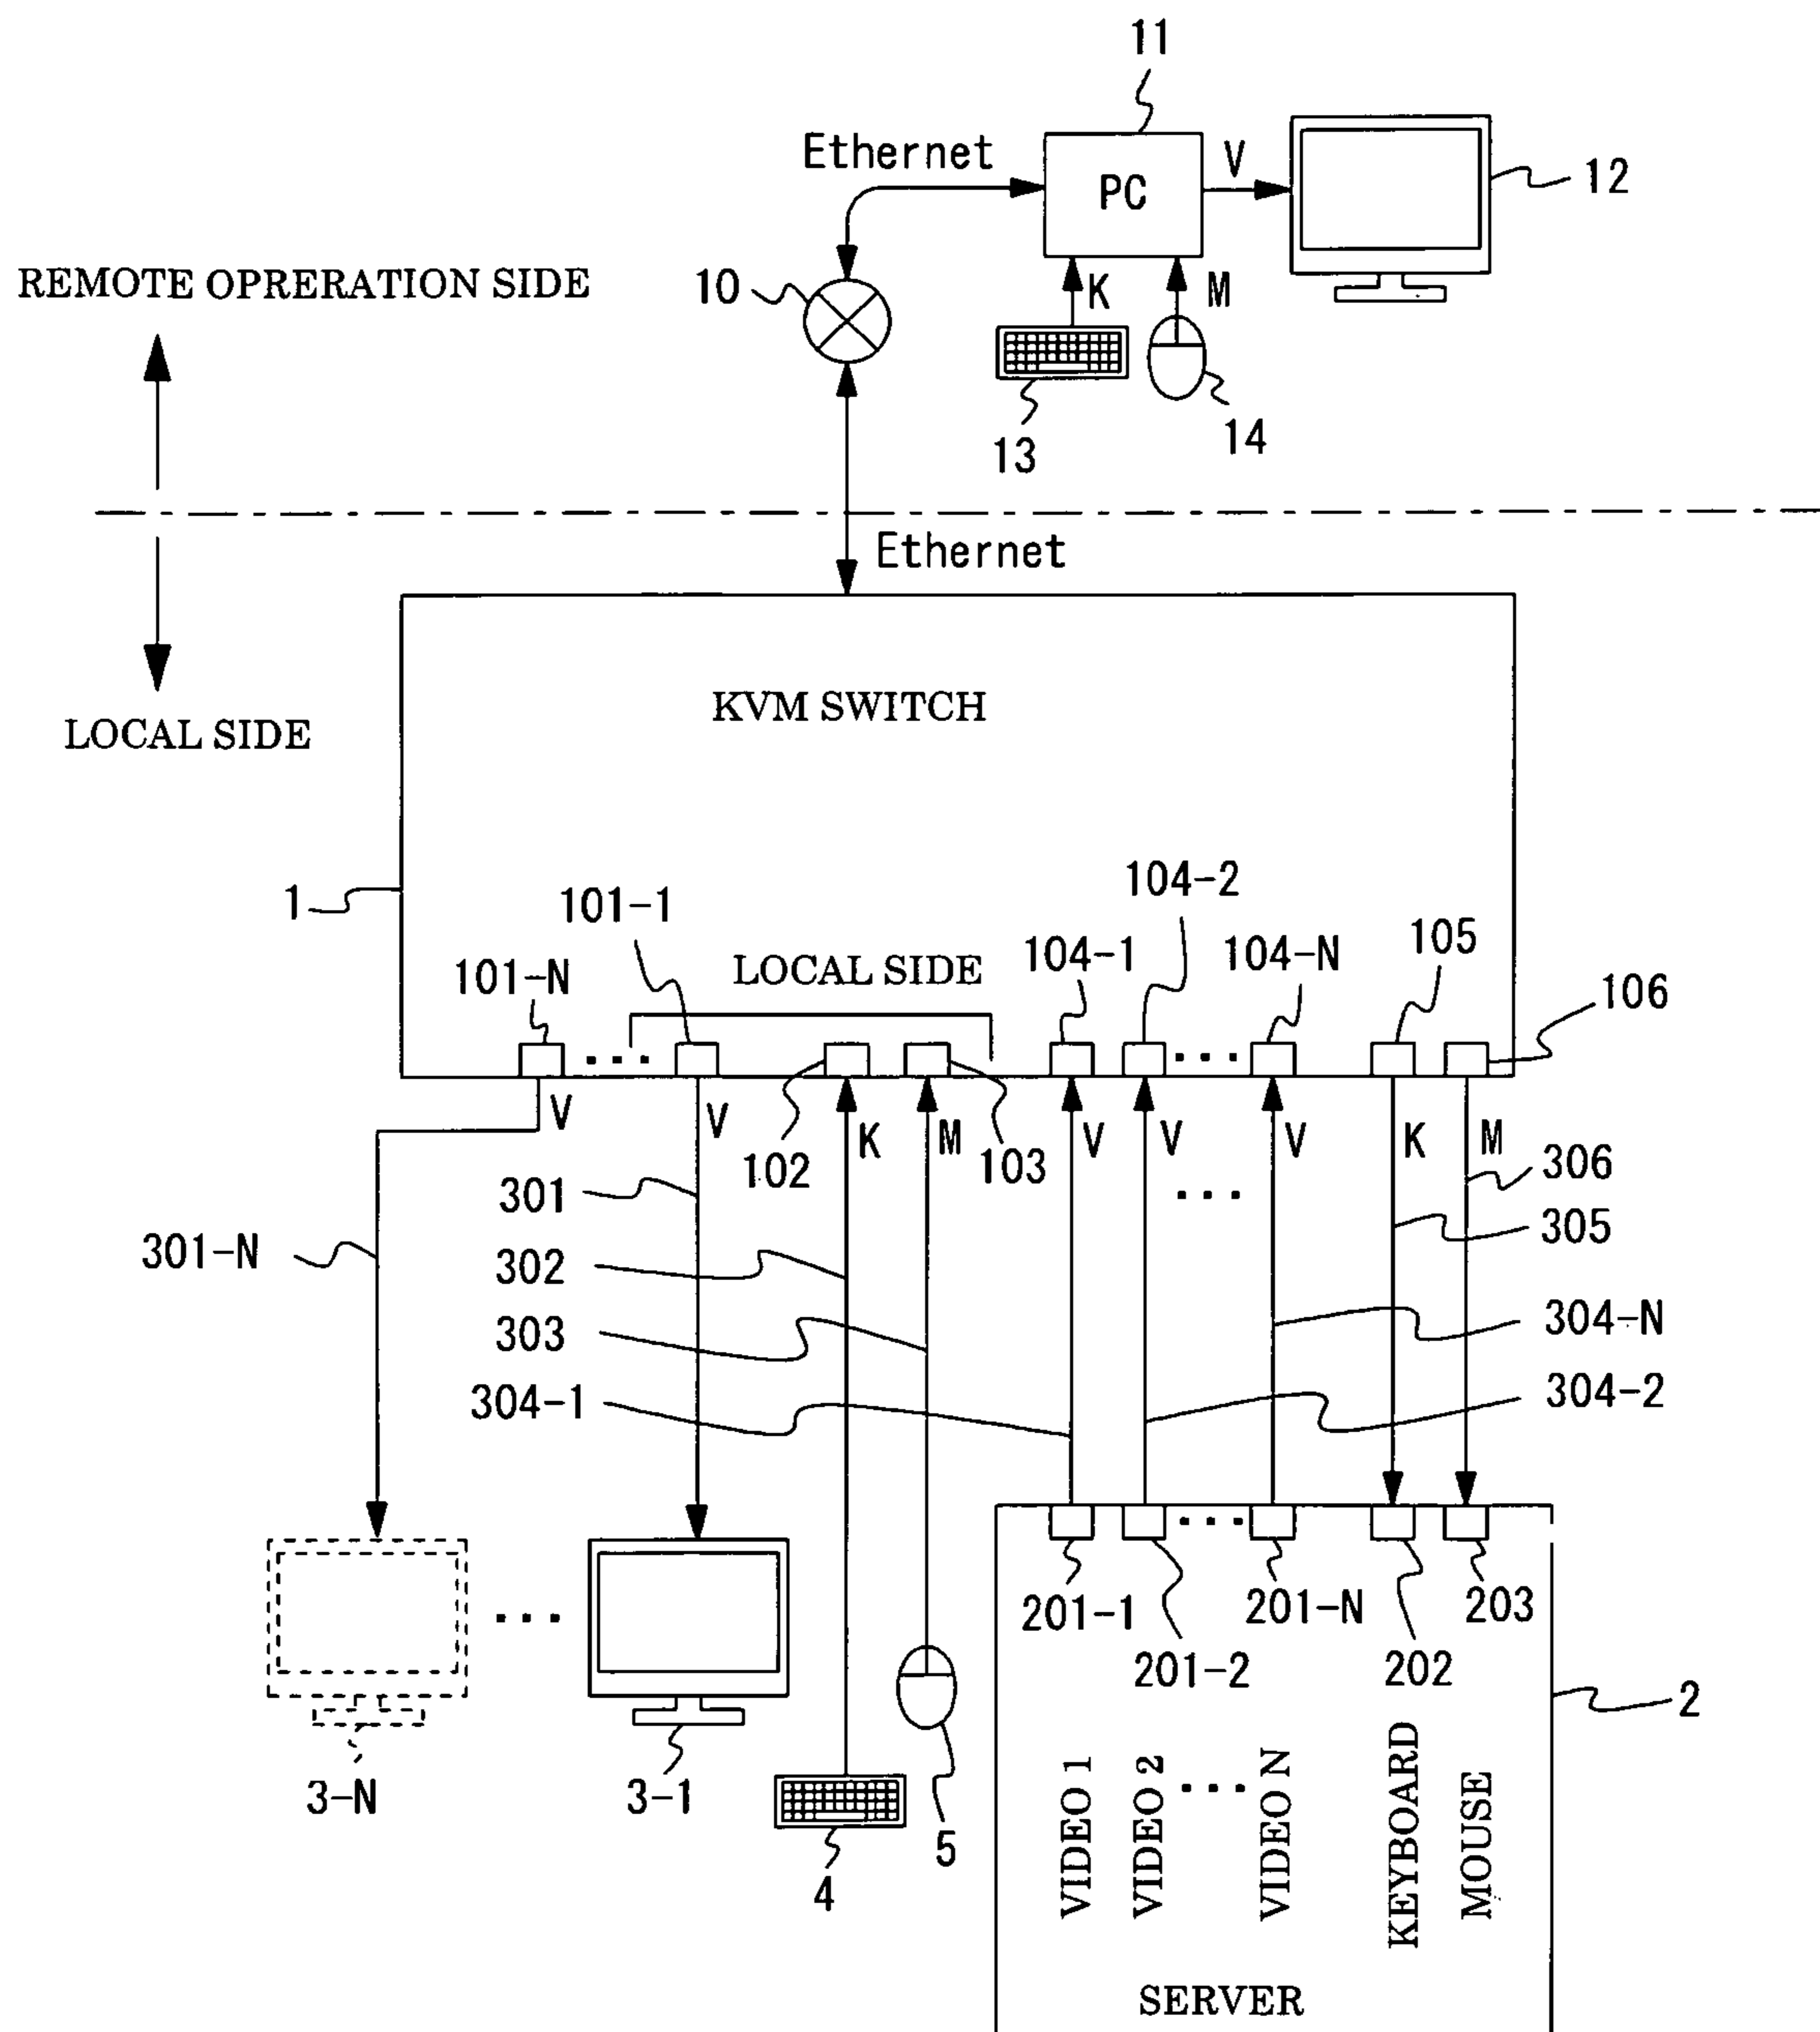 11
Ethernet
PC
V
12
REMOTE OPRERATION SIDE
10
K
M
13
14
Ethernet
KVM SWITCH
LOCAL SIDE
1
101-1
104-2
101-N
LOCAL SIDE
104-1
104-N
105
106
V
V
102
K
M
103
V
V
V
K
M
306
301
...
305
301-N
302
303
304-N
304-1
304-2
...
201-1
201-N
203
201-2
202
2
3-N
3-1
4
5
VIDEO 1
VIDEO 2
...
VIDEO N
KEYBOARD
MOUSE
SERVER